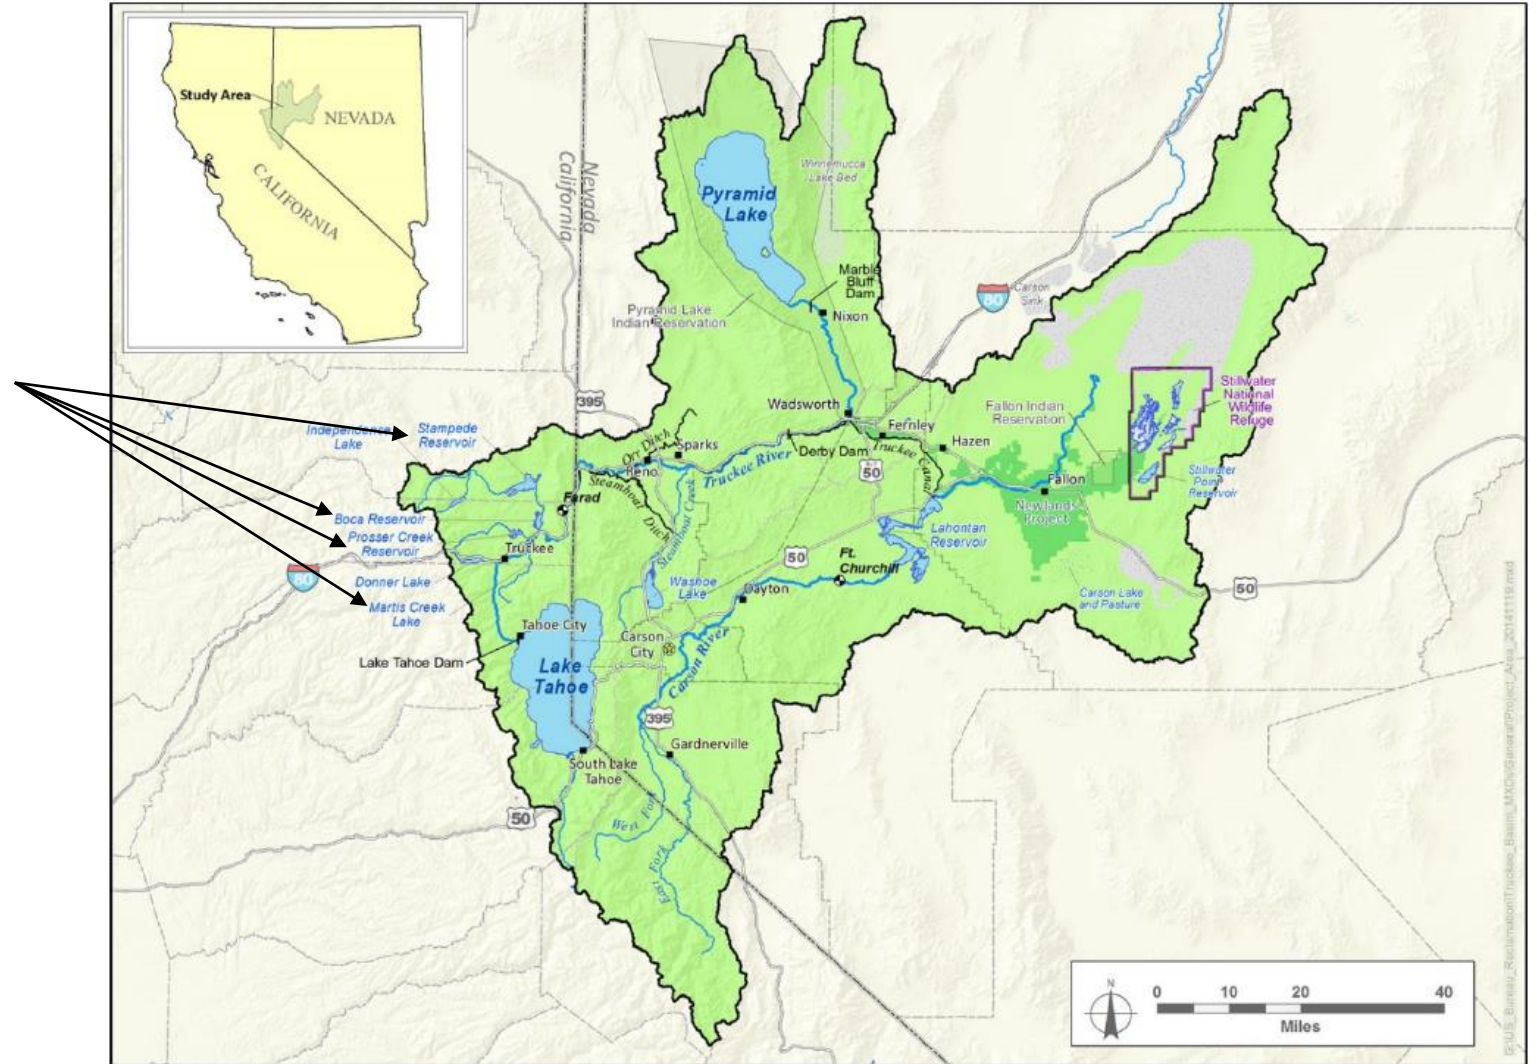 Study Area
NEVADA
CALIFORNIA
Nevada
California
Pyramid
Lake
Winnemucca
Lake Bed
Marble
Bluff
Dam
Nixon
Pyramid Lake
Indian Reservation
80
Carson
Sink
395
Independence
Lake
Stampede
Reservoir
Wadsworth
Fernley
Hazen
Fallon Indian
Reservation
Stillwater
National
Wildlife
Refuge
Orr Ditch
Sparks
Reno
Truckee River
Derby Dam
Truckee Canal
50
Steamboat Ditch
Steamboat Creek
Farad
Fallon
Newlands
Project
Stillwater
Point
Reservoir
Boca Reservoir
Prosser Creek
Reservoir
Truckee
Lahontan
Reservoir
80
Donner Lake
Martis Creek
Lake
Washoe
Lake
50
Ft.
Churchill
Dayton
Carson Lake
and Pasture
50
Tahoe City
Lake Tahoe Dam
Lake
Tahoe
Carson
City
Carson River
395
Gardnerville
South Lake
Tahoe
50
West Fork
East Fork
N
0 10 20 40
Miles